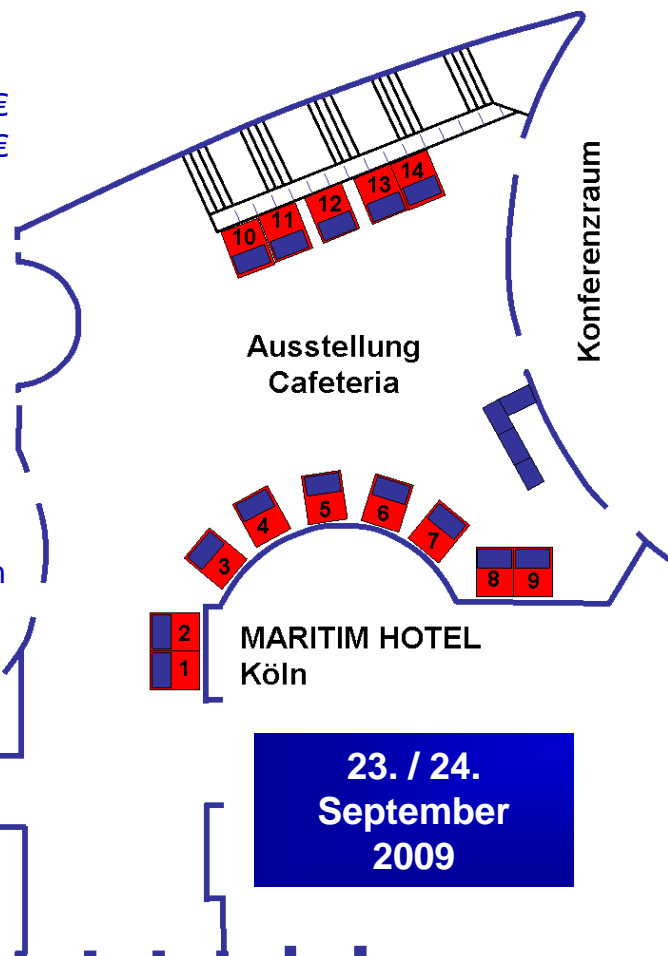 €
€
14
13
12
11
10
Konferenzraum
Ausstellung
Cafeteria
5
6
4
7
3
8
9
n
2
1
MARITIM HOTEL
Köln
23. / 24.
September
2009